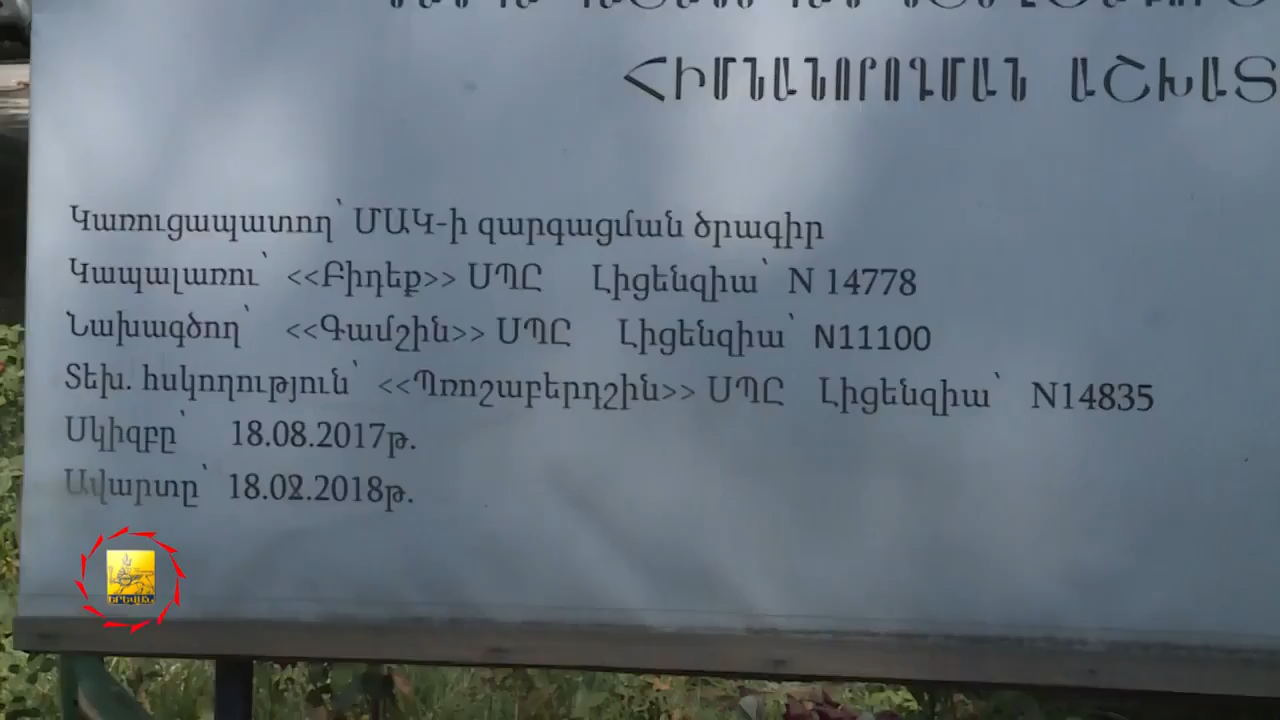 ՀԻՄՆԱՆՈՐՈԳՄԱՆ ԱՇԽԱՏ
Կառուցապատող՝ ՄԱԿ-ի զարգացման ծրագիր
Կապալառու՝ <<Բիդեք>> ՍՊԸ Լիցենզիա՝ N 14778
Նախագծող՝ <<Գամշին>> ՍՊԸ Լիցենզիա՝ N11100
Տեխ. հսկողություն՝ <<Պռոշաբերդշին>> ՍՊԸ Լիցենզիա՝ N14835
Սկիզբը՝ 18.08.2017թ.
Ավարտը՝ 18.02.2018թ.
ԵՐԵՎԱՆ